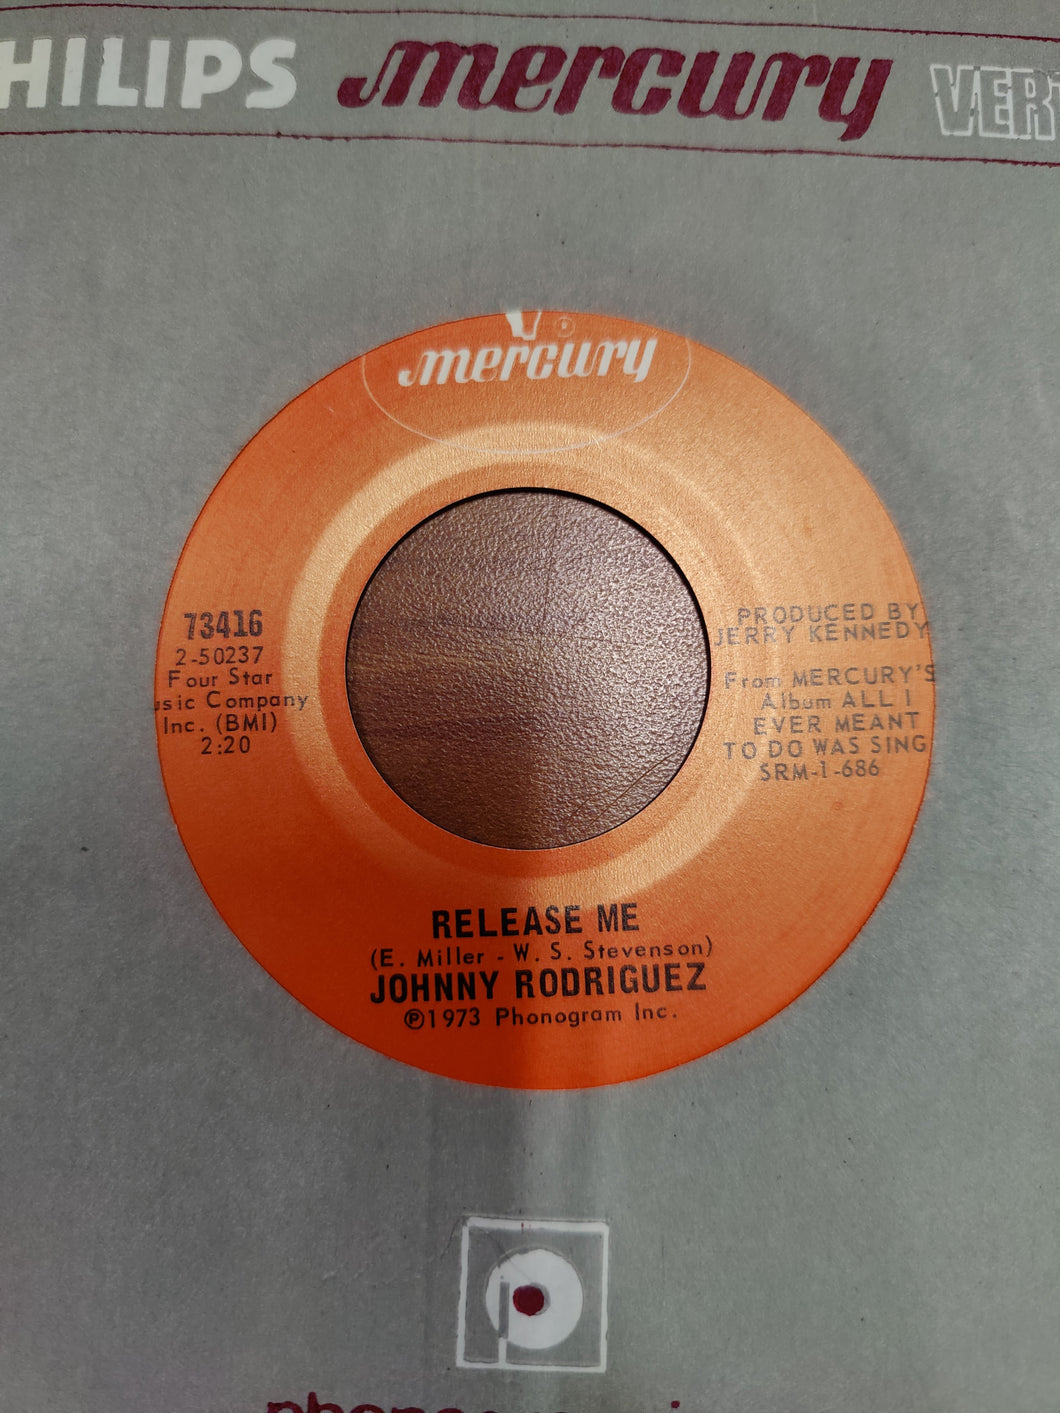 HILIPS mercury VER
mercury
73416
2-50237
Four Star
usic Company
Inc. (BMI)
2:20
PRODUCED BY
JERRY KENNEDY
From MERCURY'S
Album ALL I
EVER MEANT
TO DO WAS SING
SRM-1-686
RELEASE ME
(E. Miller - W. S. Stevenson)
JOHNNY RODRIGUEZ
℗1973 Phonogram Inc.